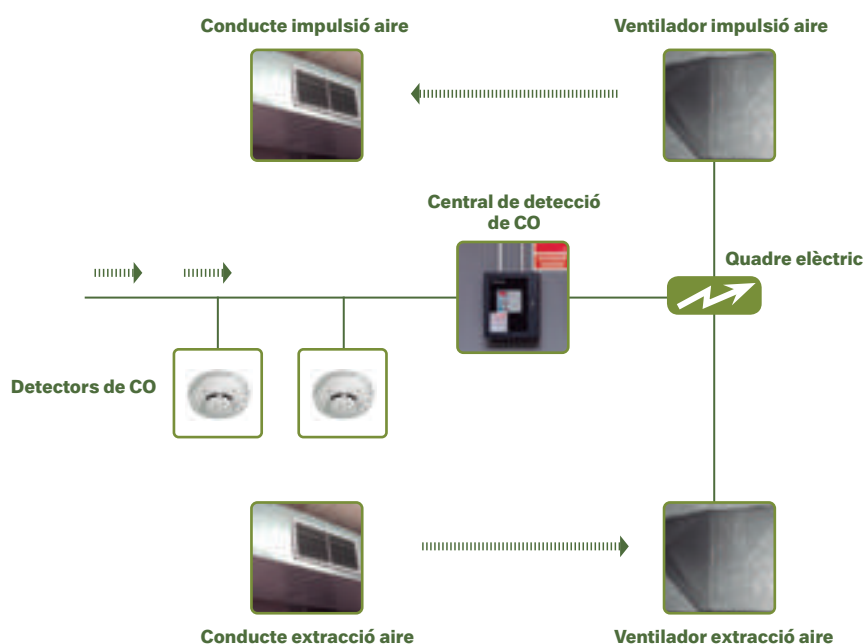 Conducte impulsió aire
Ventilador impulsió aire
Central de detecció
de CO
Quadre elèctric
Detectors de CO
Conducte extracció aire
Ventilador extracció aire